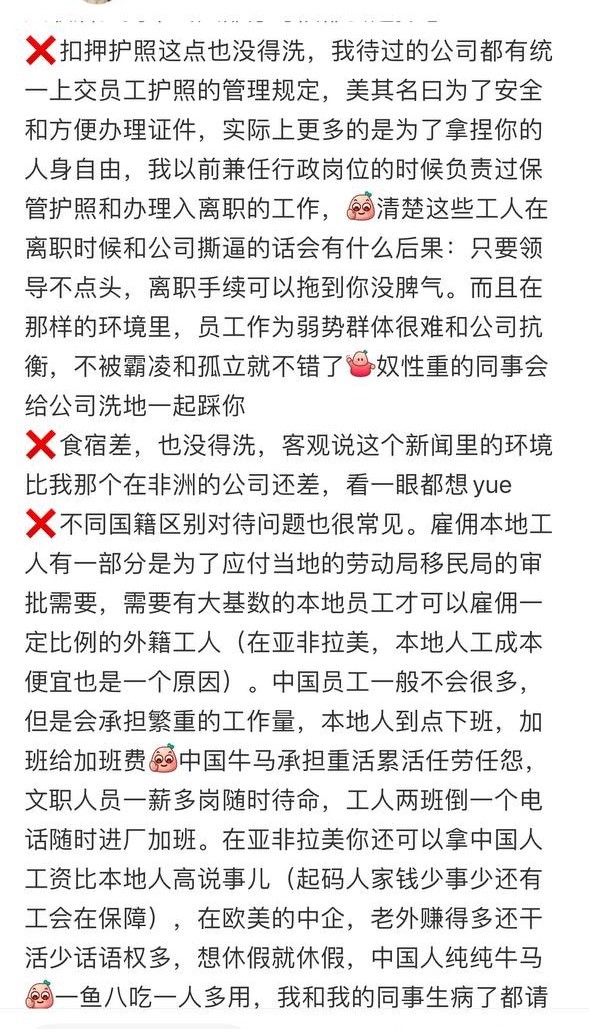 ❌扣押护照这点也没得洗，我待过的公司都有统
一上交员工护照的管理规定，美其名曰为了安全
和方便办理证件，实际上更多的是为了拿捏你的
人身自由，我以前兼任行政岗位的时候负责过保
管护照和办理入离职的工作，清楚这些工人在
离职时候和公司撕逼的话会有什么后果：只要领
导不点头，离职手续可以拖到你没脾气。而且在
那样的环境里，员工作为弱势群体很难和公司抗
衡，不被霸凌和孤立就不错了奴性重的同事会
给公司洗地一起踩你
❌食宿差，也没得洗，客观说这个新闻里的环境
比我那个在非洲的公司还差，看一眼都想yue
❌不同国籍区别对待问题也很常见。雇佣本地工
人有一部分是为了应付当地的劳动局移民局的审
批需要，需要有大基数的本地员工才可以雇佣一
定比例的外籍工人（在亚非拉美，本地人工成本
便宜也是一个原因）。中国员工一般不会很多，
但是会承担繁重的工作量，本地人到点下班，加
班给加班费中国牛马承担重活累活任劳任怨，
文职人员一薪多岗随时待命，工人两班倒一个电
话随时进厂加班。在亚非拉美你还可以拿中国人
工资比本地人高说事儿（起码人家钱少事少还有
工会在保障），在欧美的中企，老外赚得多还干
活少话语权多，想休假就休假，中国人纯纯牛马
一鱼八吃一人多用，我和我的同事生病了都请